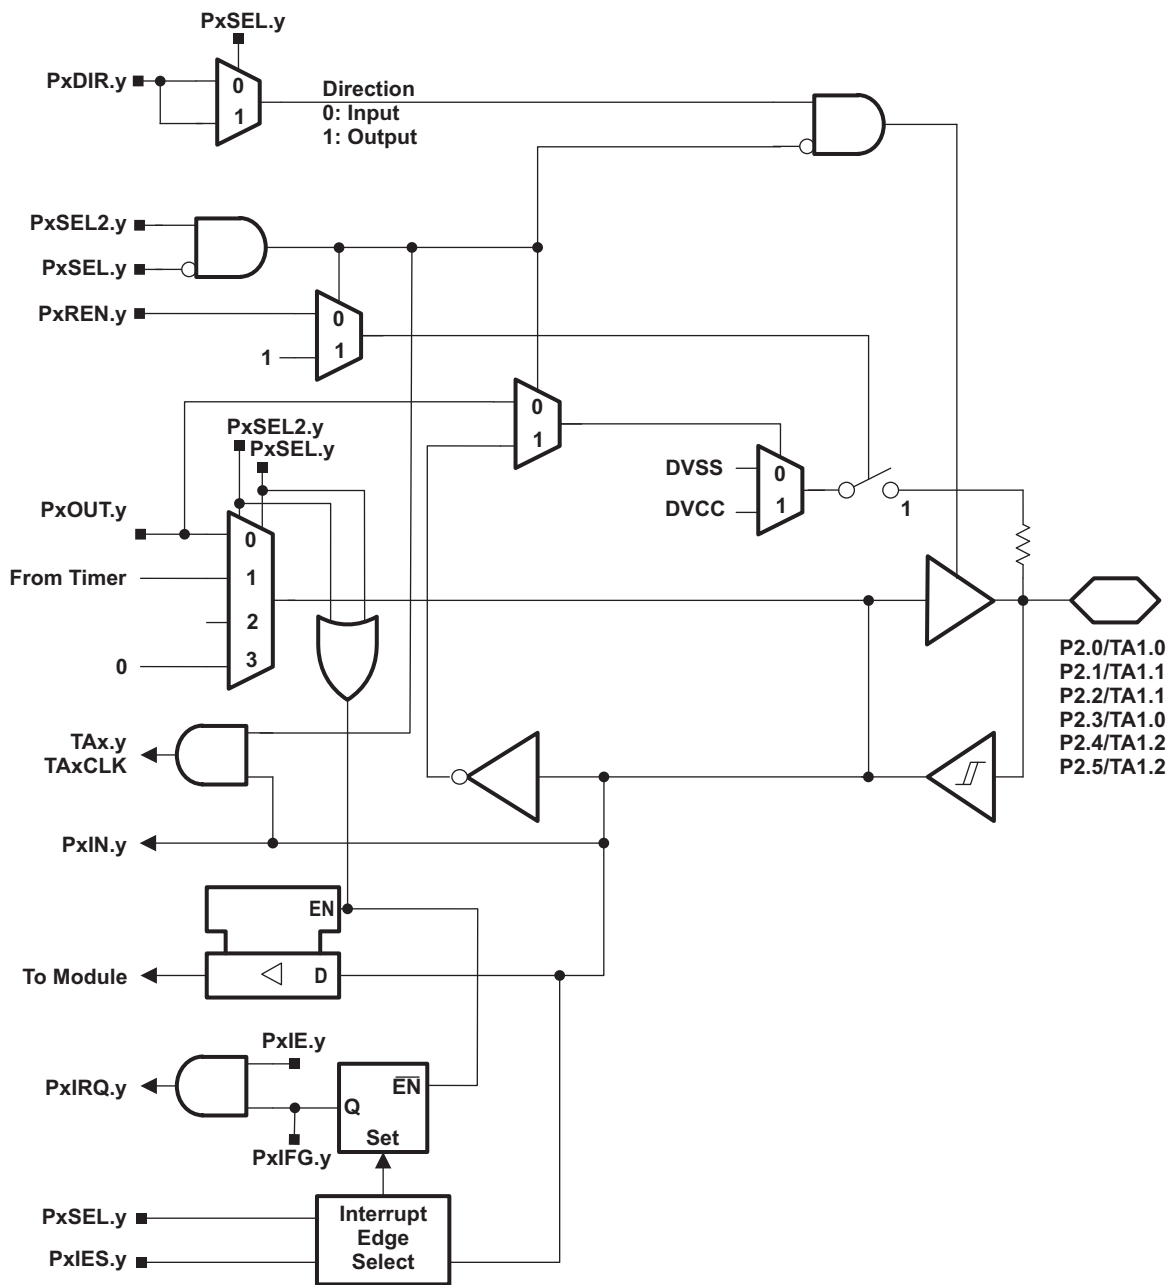 PxSEL.y
PxDIR.y
0
1
Direction
0: Input
1: Output
PxSEL2.y
PxSEL.y
PxREN.y
0
1
1
0
1
PxSEL2.y
PxSEL.y
DVSS
DVCC
0
1
1
PxOUT.y
From Timer
0
0
1
2
3
P2.0/TA1.0
P2.1/TA1.1
P2.2/TA1.1
P2.3/TA1.0
P2.4/TA1.2
P2.5/TA1.2
TAx.y
TAxCLK
PxIN.y
EN
To Module
D
PxIE.y
PxIRQ.y
EN
Q
Set
PxIFG.y
PxSEL.y
PxIES.y
Interrupt
Edge
Select